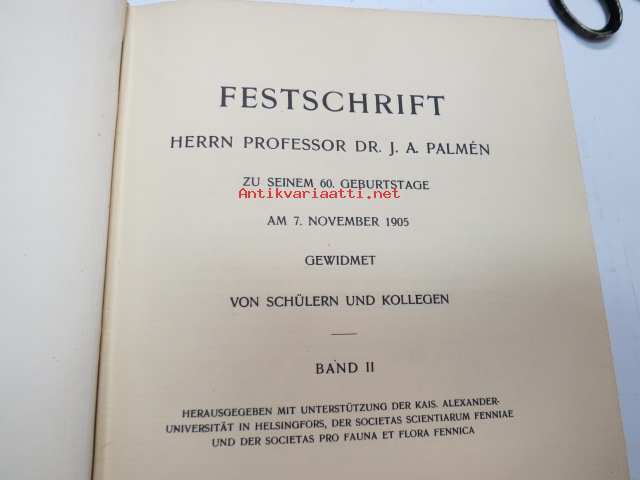 FESTSCHRIFT
HERRN PROFESSOR DR. J. A. PALMÉN
ZU SEINEM 60. GEBURTSTAGE
Antikvariaatti.net
AM 7. NOVEMBER 1905
GEWIDMET
VON SCHÜLERN UND KOLLEGEN
BAND II
HERAUSGEGEBEN MIT UNTERSTÜTZUNG DER KAIS. ALEXANDER-
UNIVERSITÄT IN HELSINGFORS, DER SOCIETAS SCIENTIARUM FENNIAE
UND DER SOCIETAS PRO FAUNA ET FLORA FENNICA